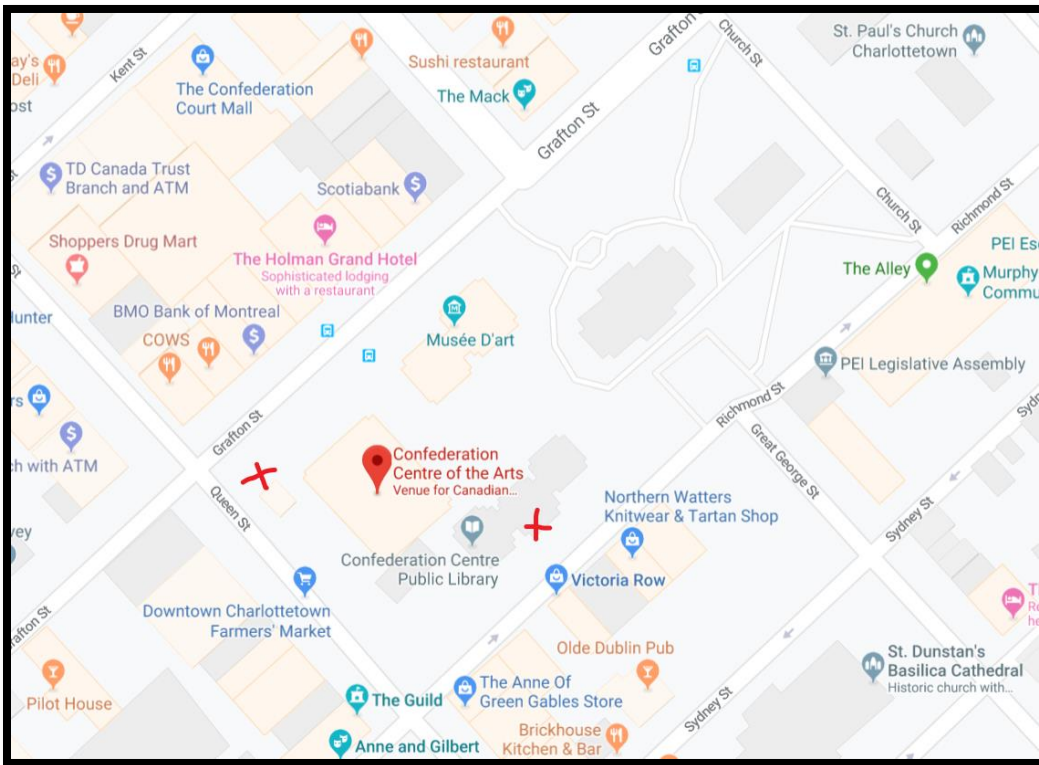 Grafton St
Church St
St. Paul's Church
Charlottetown
ay's
Deli
Kent St
Sushi restaurant
The Confederation
Court Mall
The Mack
ost
Grafton St
TD Canada Trust
Branch and ATM
Scotiabank
Church St
Richmond St
Shoppers Drug Mart
The Holman Grand Hotel
Sophisticated lodging
with a restaurant
PEI Es
The Alley
Murphy
Commu
BMO Bank of Montreal
lunter
COWS
Musée D'art
PEI Legislative Assembly
rs
Richmond St
Sydn
Grafton St
Great George St
ch with ATM
Confederation
Centre of the Arts
Venue for Canadian...
Queen St
Northern Watters
Knitwear & Tartan Shop
Sydney St
vey
Confederation Centre
Public Library
Victoria Row
Downtown Charlottetown
Farmers' Market
rafton St
Olde Dublin Pub
St. Dunstan's
Basilica Cathedral
Historic church with...
Pilot House
The Guild
The Anne Of
Green Gables Store
Sydney St
Brickhouse
Kitchen & Bar
Anne and Gilbert